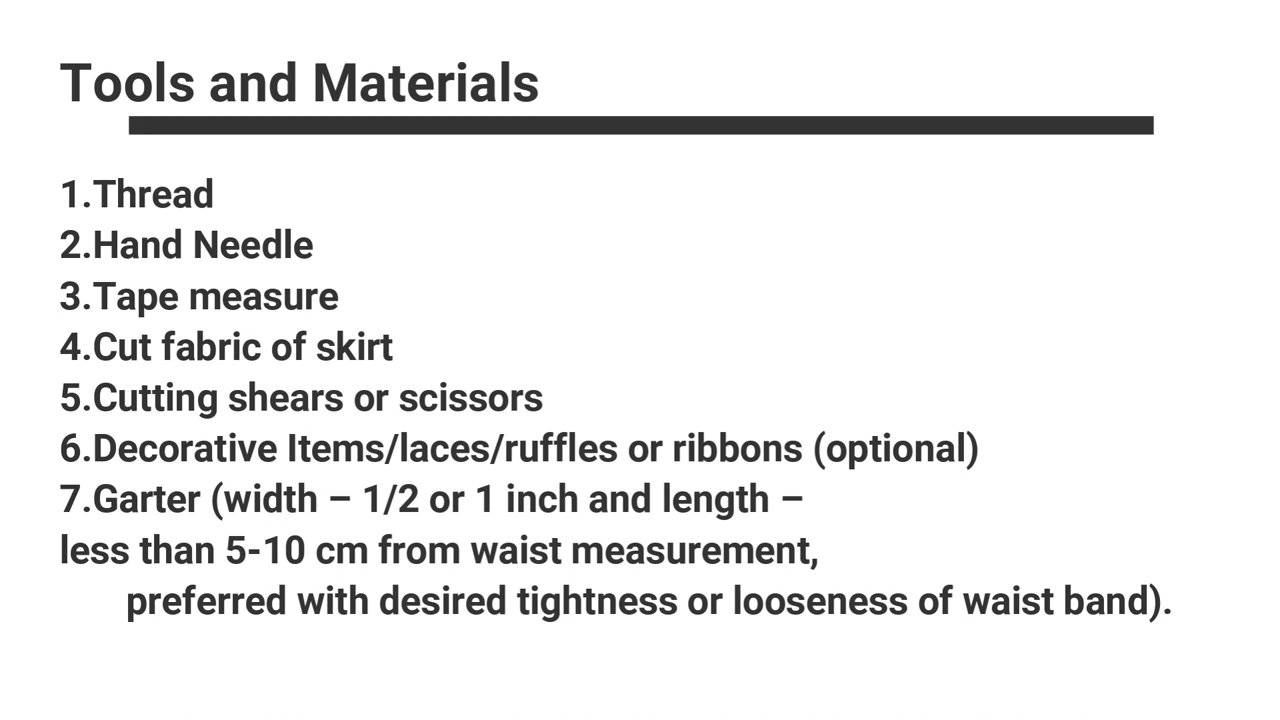 Tools and Materials
1.Thread
2.Hand Needle
3.Tape measure
4.Cut fabric of skirt
5.Cutting shears or scissors
6.Decorative Items/laces/ruffles or ribbons (optional)
7.Garter (width – 1/2 or 1 inch and length –
less than 5-10 cm from waist measurement,
preferred with desired tightness or looseness of waist band).